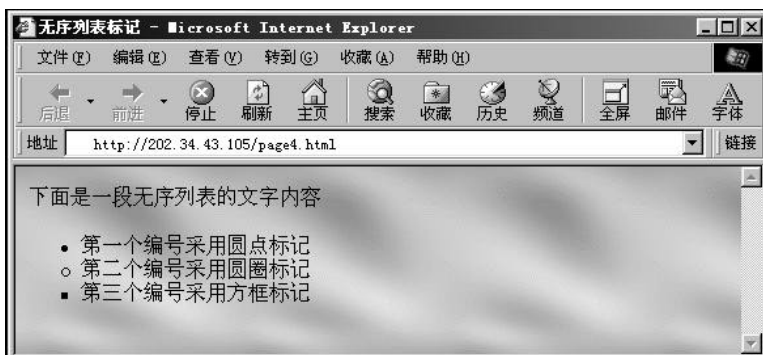 无序列表标记 - Microsoft Internet Explorer
文件(F) 编辑(E) 查看(V) 转到(G) 收藏(A) 帮助(H)
后退 前进 停止 刷新 主页 搜索 收藏 历史 频道 全屏 邮件 字体
地址 http://202.34.43.105/page4.html 链接
下面是一段无序列表的文字内容
• 第一个编号采用圆点标记
○ 第二个编号采用圆圈标记
▪ 第三个编号采用方框标记